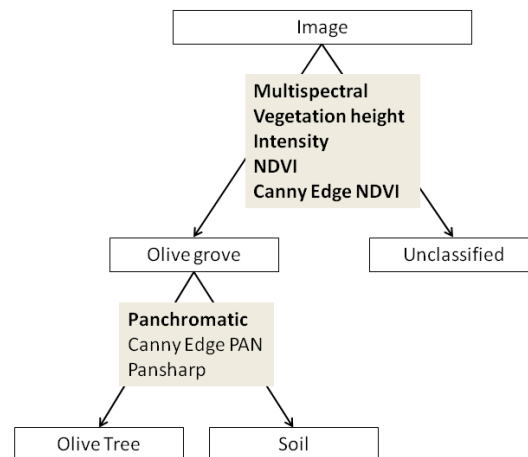 Image
Multispectral
Vegetation height
Intensity
NDVI
Canny Edge NDVI
Olive grove
Unclassified
Panchromatic
Canny Edge PAN
Pansharp
Olive Tree
Soil